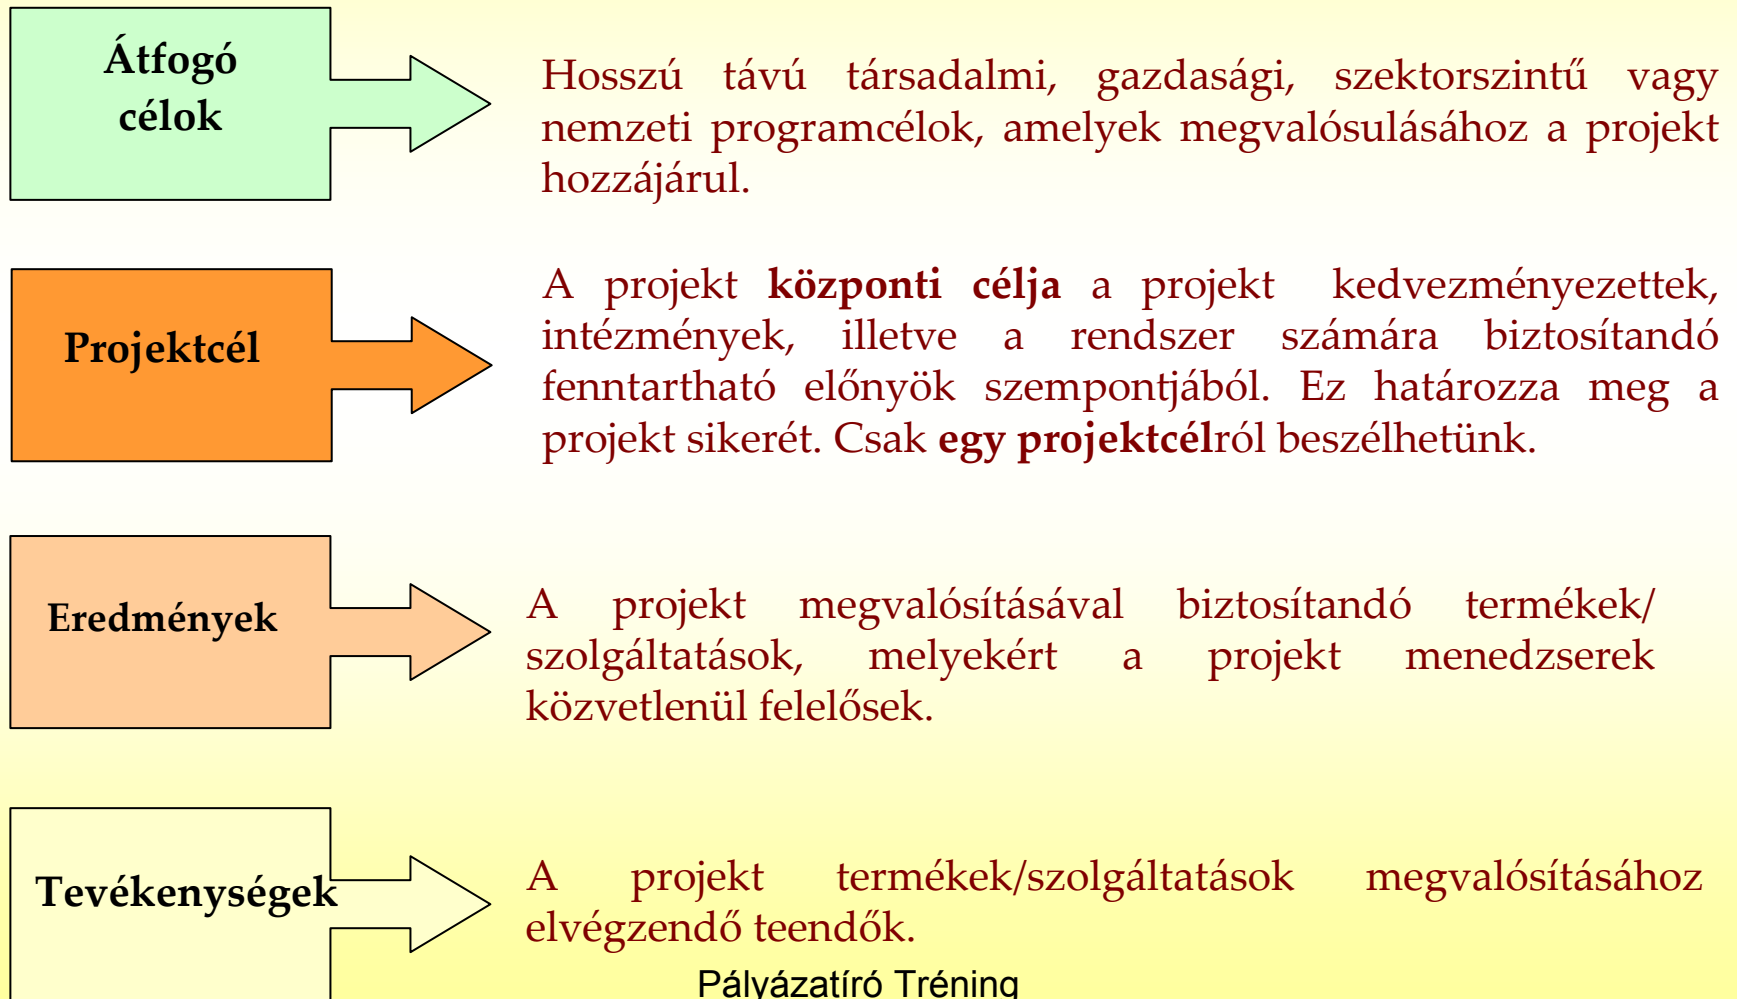 Átfogó
célok
Hosszú távú társadalmi, gazdasági, szektorszintű vagy
nemzeti programcélok, amelyek megvalósulásához a projekt
hozzájárul.
Projektcél
A projekt központi célja a projekt kedvezményezettek,
intézmények, illetve a rendszer számára biztosítandó
fenntartható előnyök szempontjából. Ez határozza meg a
projekt sikerét. Csak egy projektcélról beszélhetünk.
Eredmények
A projekt megvalósításával biztosítandó termékek/
szolgáltatások, melyekért a projekt menedzserek
közvetlenül felelősek.
Tevékenységek
A projekt termékek/szolgáltatások megvalósításához
elvégzendő teendők.
Pályázatíró Tréning